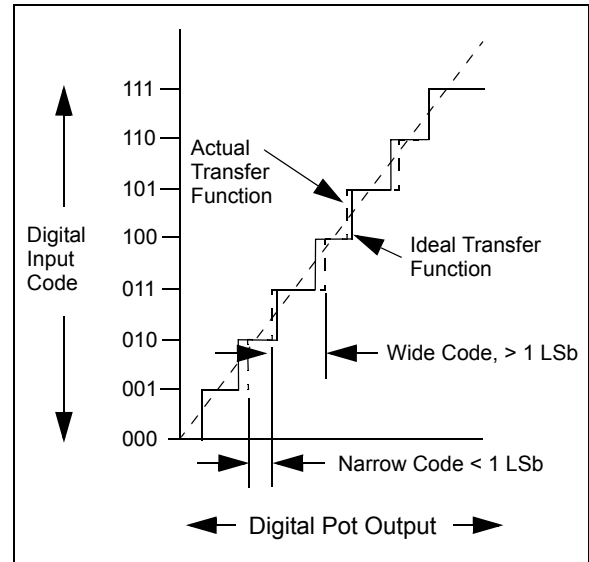 111
110
101
100
011
010
001
000
Digital
Input
Code
Actual
Transfer
Function
Ideal Transfer
Function
Wide Code, > 1 LSb
Narrow Code < 1 LSb
Digital Pot Output